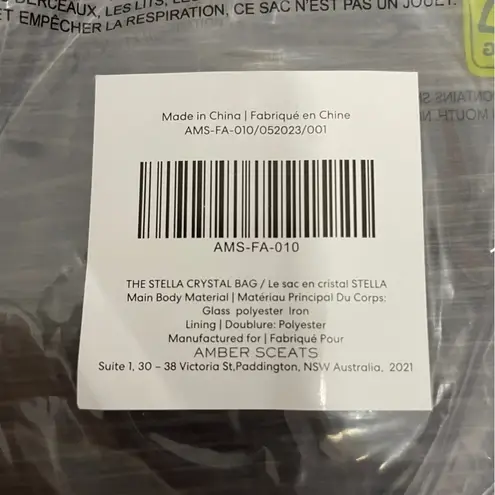 BERCEAUX, LES LITS, LES
ET EMPÊCHER LA RESPIRATION, CE SAC N'EST PAS UN JOUET.
Made in China | Fabriqué en Chine
AMS-FA-010/052023/001
AMS-FA-010
THE STELLA CRYSTAL BAG / Le sac en cristal STELLA
Main Body Material | Matériau Principal Du Corps:
Glass polyester Iron
Lining | Doublure: Polyester
Manufactured for | Fabriqué Pour
AMBER SCEATS
Suite 1, 30 – 38 Victoria St,Paddington, NSW Australia, 2021